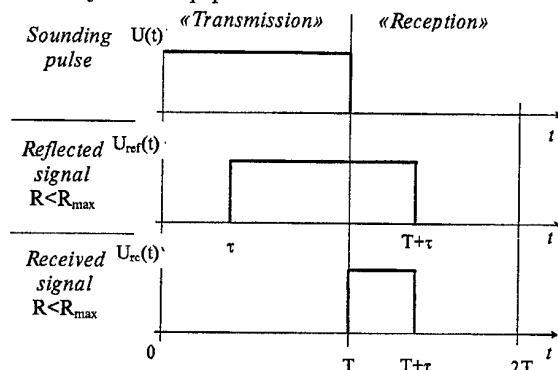 «Transmission» «Reception»
Sounding pulse
U(t)
t
Reflected signal R<Rmax
Uref(t)
τ T+τ t
Received signal R<Rmax
Urc(t)
0 T T+τ 2T t